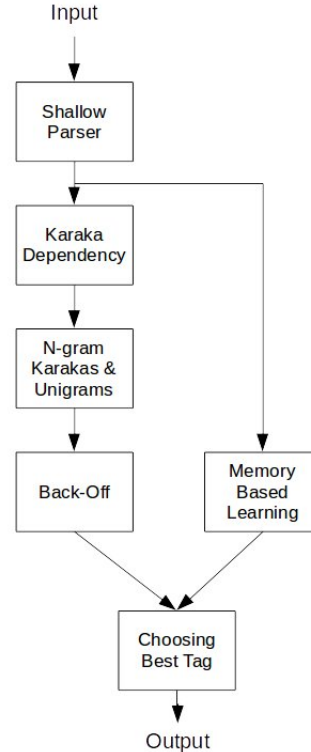 Input
Shallow
Parser
Karaka
Dependency
N-gram
Karakas &
Unigrams
Back-Off
Memory
Based
Learning
Choosing
Best Tag
Output